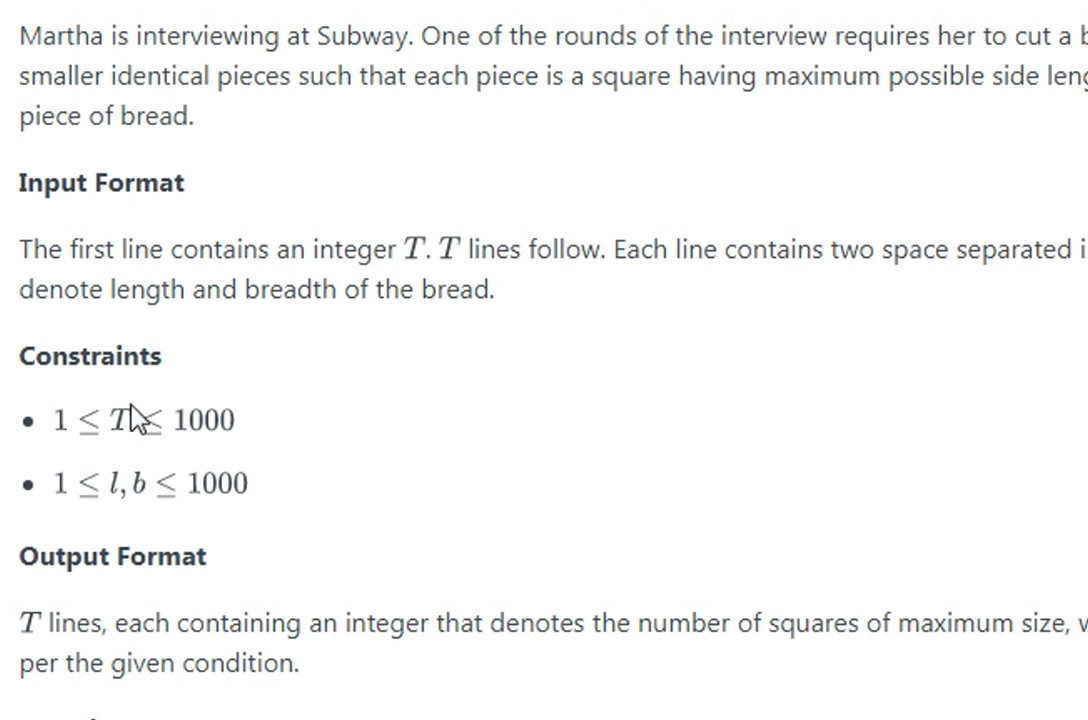 Martha is interviewing at Subway. One of the rounds of the interview requires her to cut a
smaller identical pieces such that each piece is a square having maximum possible side
piece of bread.
Input Format
The first line contains an integer T. T lines follow. Each line contains two space separated
denote length and breadth of the bread.
Constraints
• 1 ≤ T ≤ 1000
• 1 ≤ l, b ≤ 1000
Output Format
T lines, each containing an integer that denotes the number of squares of maximum size,
per the given condition.